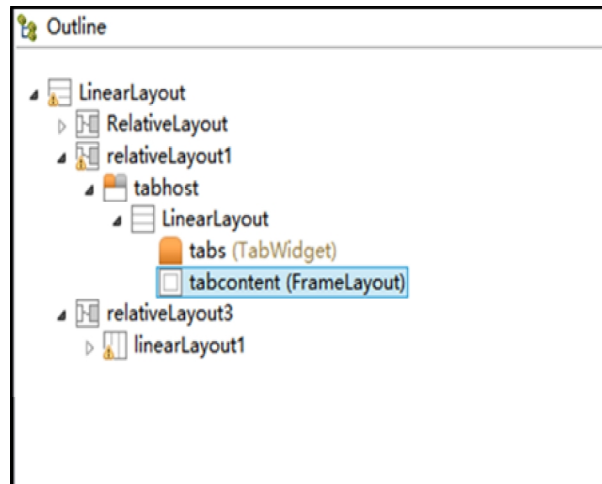 Outline
LinearLayout
RelativeLayout
relativeLayout1
tabhost
LinearLayout
tabs (TabWidget)
tabcontent (FrameLayout)
relativeLayout3
linearLayout1